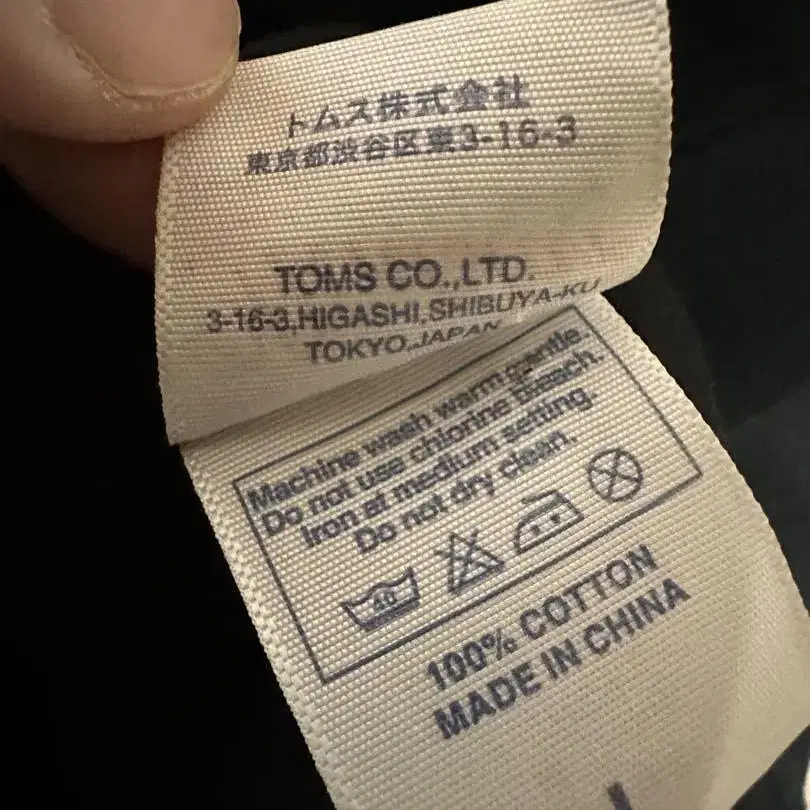 トムス株式会社
東京都渋谷区東3-16-3
TOMS CO.,LTD.
3-16-3,HIGASHI,SHIBUYA-KU
TOKYO,JAPAN
Machine wash warm gentle.
Do not use chlorine bleach.
Iron at medium setting.
Do not dry clean.
40
100% COTTON
MADE IN CHINA